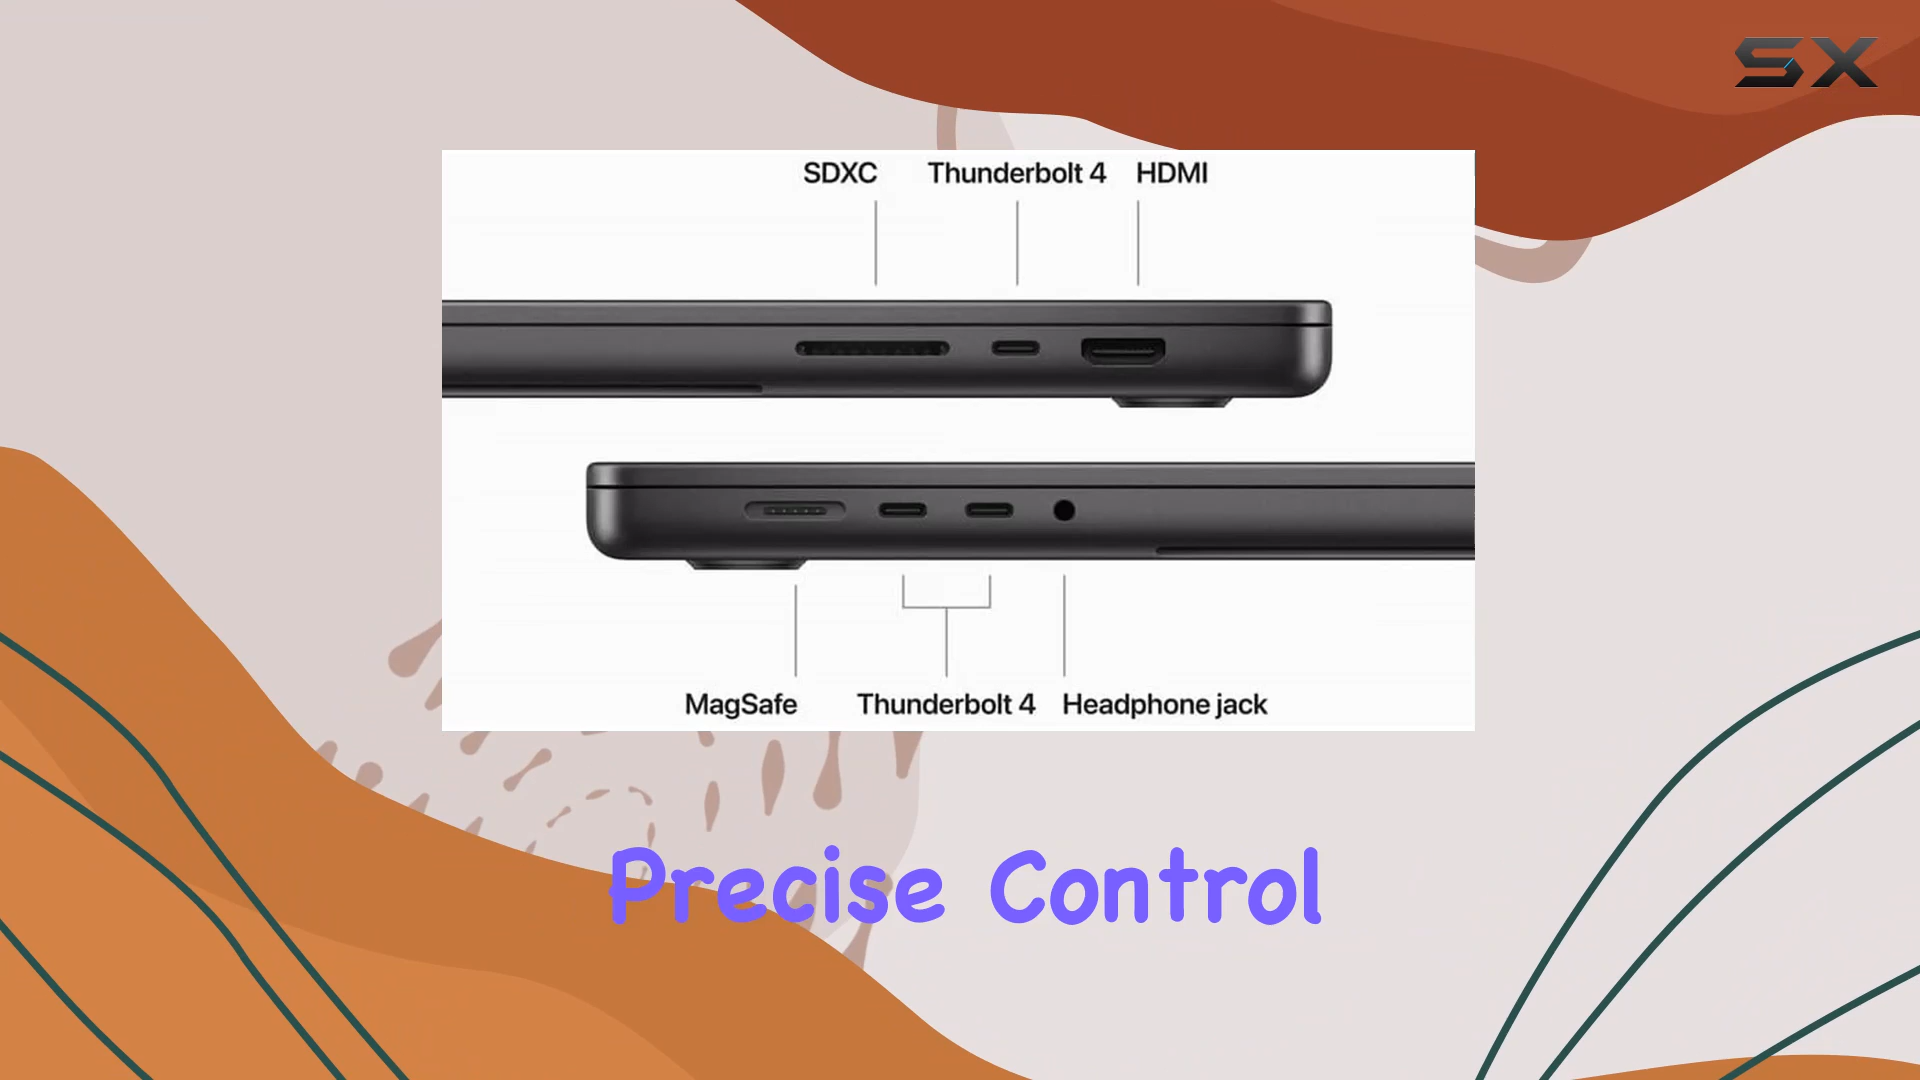 SX
SDXC Thunderbolt 4 HDMI
MagSafe Thunderbolt 4 Headphone jack
Precise Control